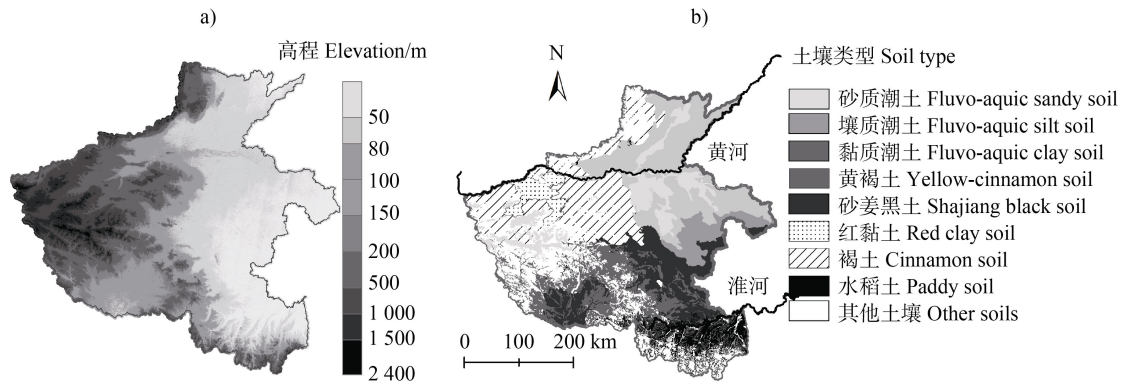 a)
高程 Elevation/m
50
80
100
150
200
500
1 000
1 500
2 400
b)
N
黄河
淮河
0 100 200 km
土壤类型 Soil type
砂质潮土 Fluvo-aquic sandy soil
壤质潮土 Fluvo-aquic silt soil
黏质潮土 Fluvo-aquic clay soil
黄褐土 Yellow-cinnamon soil
砂姜黑土 Shajiang black soil
红黏土 Red clay soil
褐土 Cinnamon soil
水稻土 Paddy soil
其他土壤 Other soils